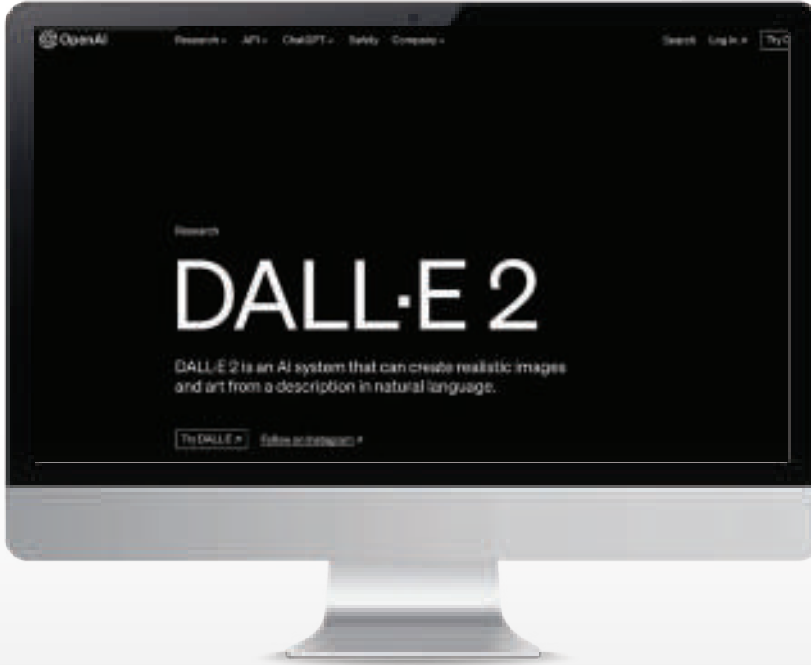 OpenAI
Research API ChatGPT Safety Company
Search Log in Try
Research
DALL·E 2
DALL·E 2 is an AI system that can create realistic images
and art from a description in natural language.
Try DALL·E Follow on Instagram